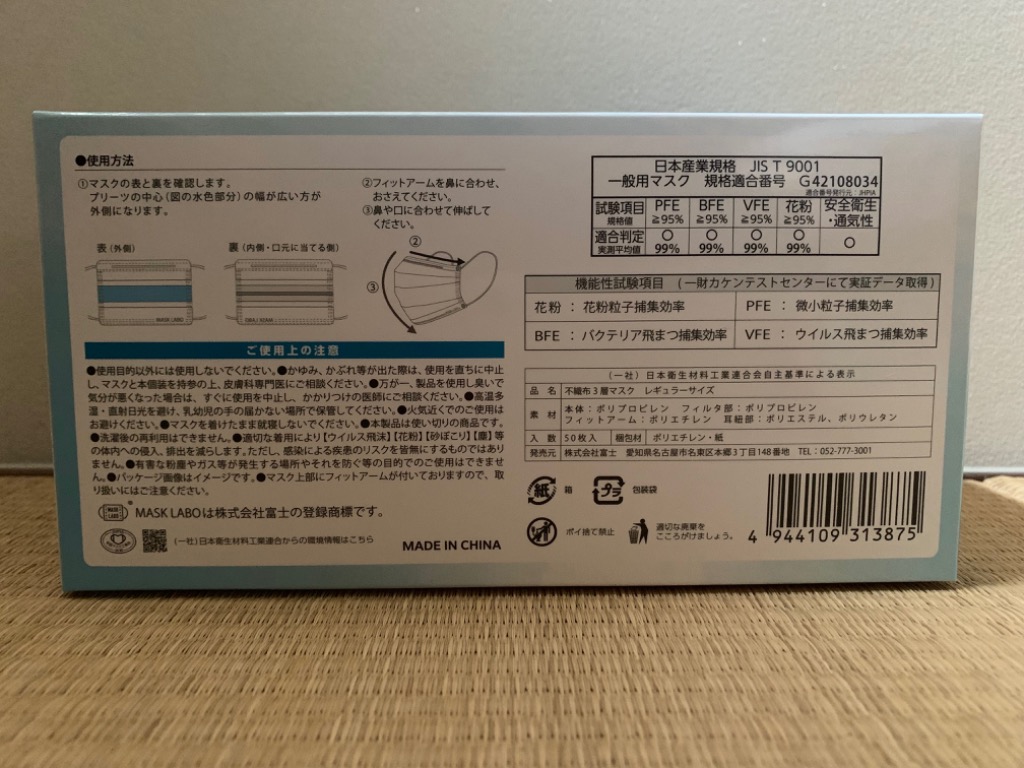 ●使用方法
①マスクの表と裏を確認します。
プリーツの中心（図の水色部分）の幅が広い方が
外側になります。
②フィットアームを鼻に合わせ、
おさえてください。
③鼻や口に合わせて伸ばして
ください。
表（外側）
裏（内側・口元に当てる側）
MASK LABO
②
③
ご使用上の注意
●使用目的以外には使用しないでください。●かゆみ、かぶれ等が出た際は、使用を直ちに中止
し、マスクと本個装を持参の上、皮膚科専門医にご相談ください。●万が一、製品を使用し臭いで
気分が悪くなった場合は、すぐに使用を中止し、かかりつけの医師にご相談ください。●高温多
湿・直射日光を避け、乳幼児の手の届かない場所で保管してください。●火気近くでのご使用は
お避けください。●マスクを着けたまま就寝しないでください。●本製品は使い切りの商品です。
●洗濯後の再利用はできません。●適切な着用により【ウイルス飛沫】【花粉】【砂ぼこり】【塵】等
の体内への侵入、排出を減らします。ただし、感染による疾患のリスクを皆無にするものではあり
ません。●有害な粉塵やガス等が発生する場所やそれを防ぐ等の目的でのご使用はできませ
ん。●パッケージ画像はイメージです。●マスク上部にフィットアームが付いておりますので、取
り扱いにはご注意ください。
MASK LABO ® MASK LABOは株式会社富士の登録商標です。
(一社)日本衛生材料工業連合会からの環境情報はこちら
MADE IN CHINA
日本産業規格 JIS T 9001
一般用マスク 規格適合番号 G42108034
適合番号発行元：JHPIA
試験項目 規格値 PFE ≧95% BFE ≧95% VFE ≧95% 花粉 ≧95% 安全衛生・通気性
適合判定 実測平均値 ○ 99% ○ 99% ○ 99% ○ 99% ○
機能性試験項目 （一財カケンテストセンターにて実証データ取得）
花粉 ： 花粉粒子捕集効率 PFE ： 微小粒子捕集効率
BFE ： バクテリア飛まつ捕集効率 VFE ： ウイルス飛まつ捕集効率
（一社）日本衛生材料工業連合会自主基準による表示
品名 不織布3層マスク レギュラーサイズ
素材 本体：ポリプロピレン フィルタ部：ポリプロピレン
フィットアーム：ポリエチレン 耳紐部：ポリエステル、ポリウレタン
入数 50枚入 梱包材 ポリエチレン・紙
発売元 株式会社富士 愛知県名古屋市名東区本郷3丁目148番地 TEL：052-777-3001
紙 箱 プラ 包装袋
ポイ捨て禁止 適切な廃棄を
こころがけましょう。
4 944109 313875